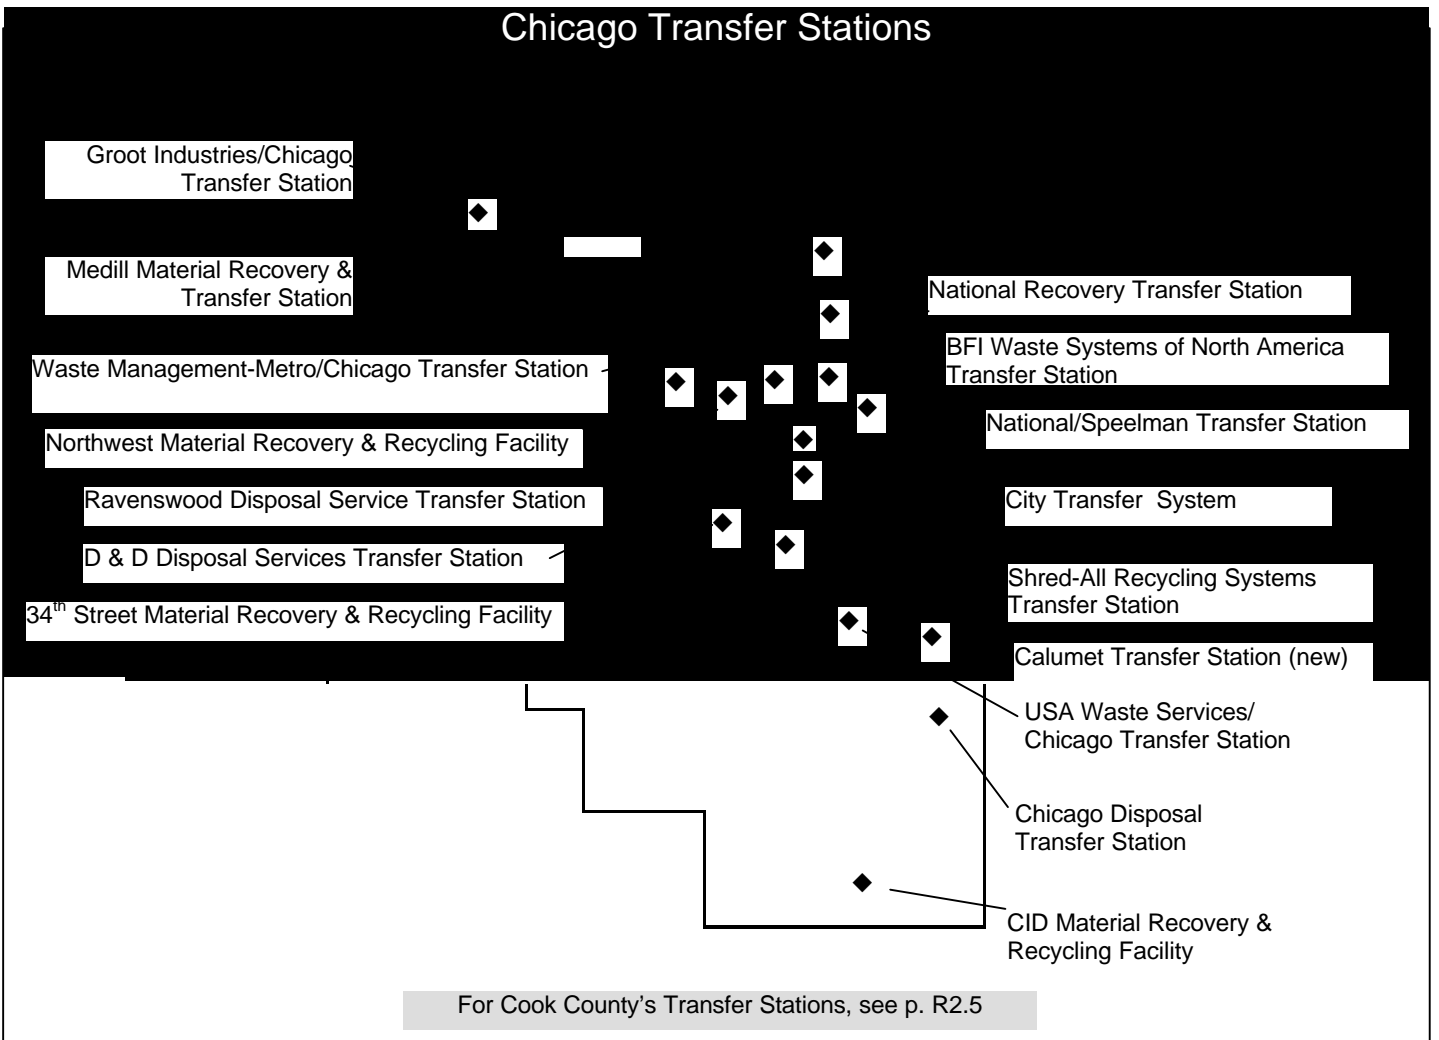 Chicago Transfer Stations
Groot Industries/Chicago
Transfer Station
Medill Material Recovery &
Transfer Station
Waste Management-Metro/Chicago Transfer Station
Northwest Material Recovery & Recycling Facility
Ravenswood Disposal Service Transfer Station
D & D Disposal Services Transfer Station
34th Street Material Recovery & Recycling Facility
National Recovery Transfer Station
BFI Waste Systems of North America
Transfer Station
National/Speelman Transfer Station
City Transfer System
Shred-All Recycling Systems
Transfer Station
Calumet Transfer Station (new)
USA Waste Services/
Chicago Transfer Station
Chicago Disposal
Transfer Station
CID Material Recovery &
Recycling Facility
For Cook County's Transfer Stations, see p. R2.5